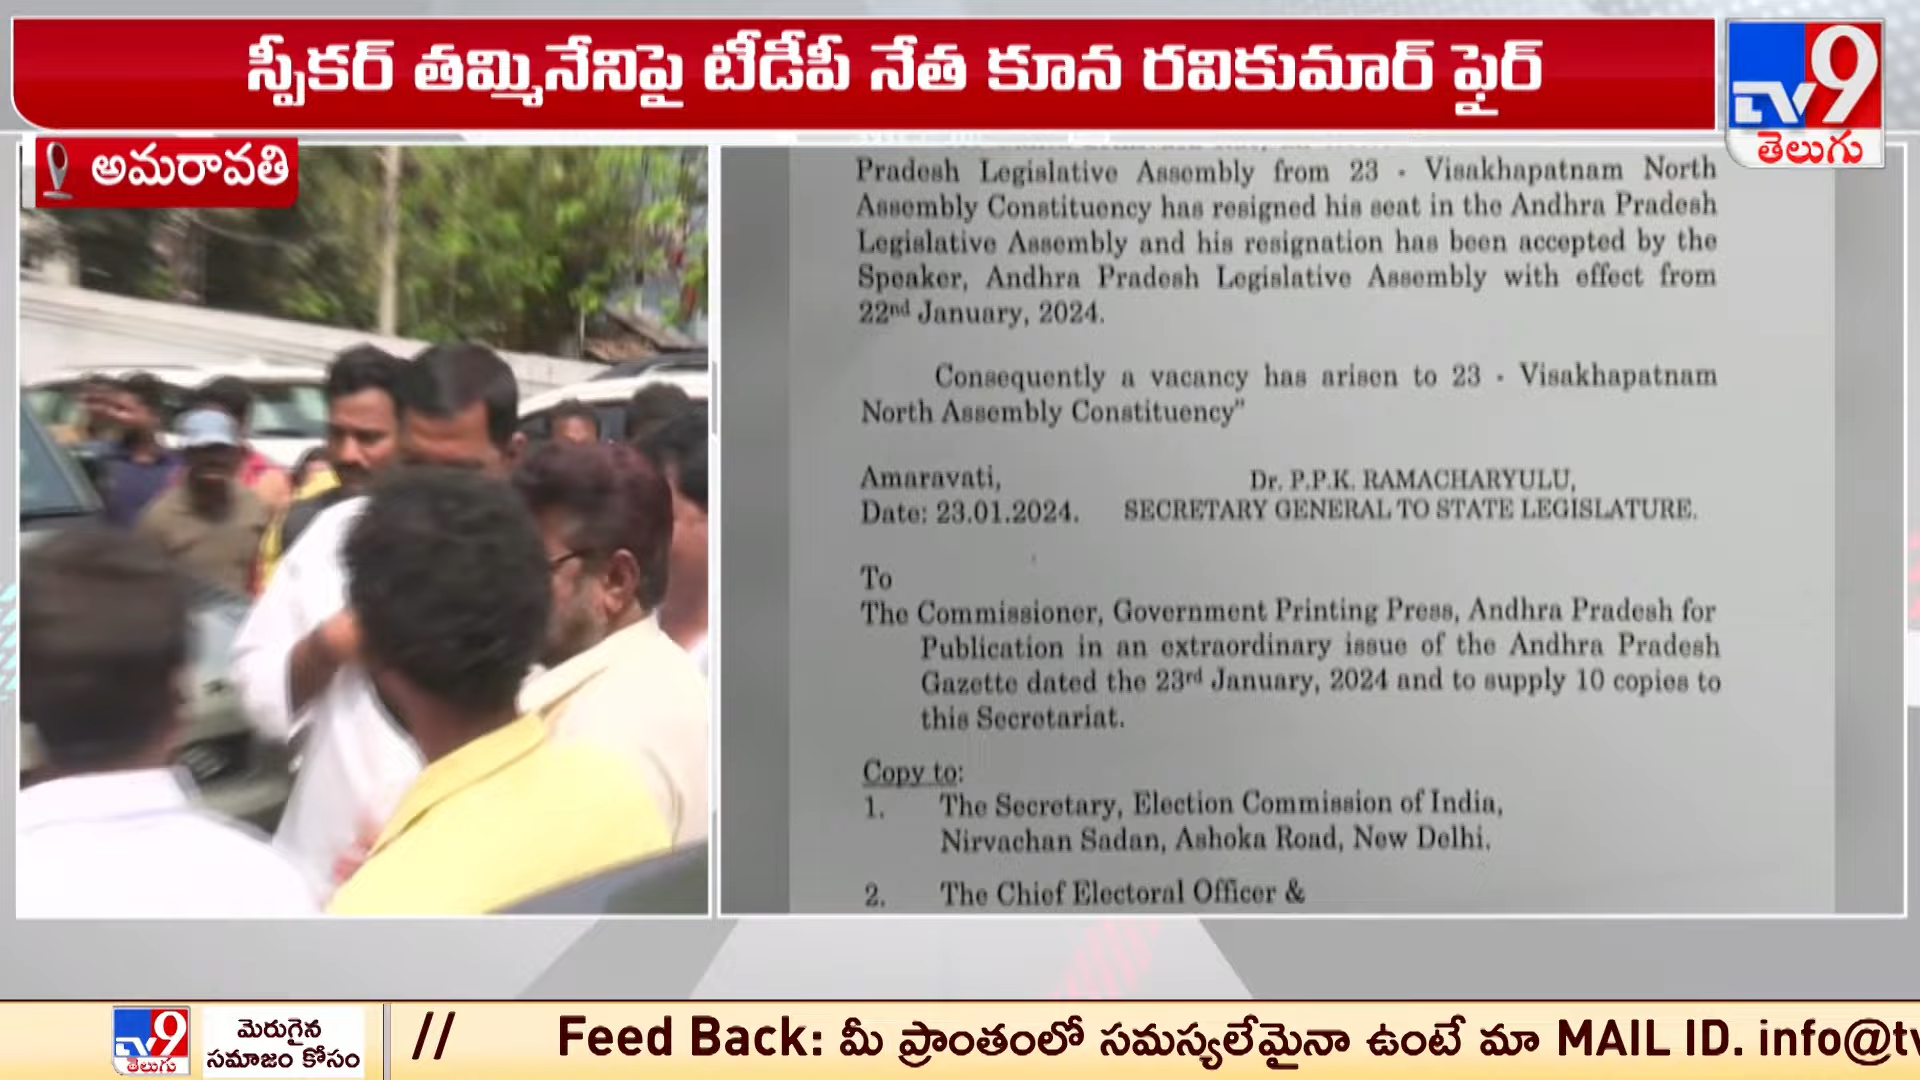 స్పీకర్ తమ్మినేనిపై టీడీపీ నేత కూన రవికుమార్ ఫైర్
TV9
తెలుగు
అమరావతి
Pradesh Legislative Assembly from 23 - Visakhapatnam North
Assembly Constituency has resigned his seat in the Andhra Pradesh
Legislative Assembly and his resignation has been accepted by the
Speaker, Andhra Pradesh Legislative Assembly with effect from
22nd January, 2024.
Consequently a vacancy has arisen to 23 - Visakhapatnam
North Assembly Constituency"
Amaravati,
Dr. P.P.K. RAMACHARYULU,
Date: 23.01.2024.
SECRETARY GENERAL TO STATE LEGISLATURE.
To
The Commissioner, Government Printing Press, Andhra Pradesh for
Publication in an extraordinary issue of the Andhra Pradesh
Gazette dated the 23rd January, 2024 and to supply 10 copies to
this Secretariat.
Copy to:
1. The Secretary, Election Commission of India,
Nirvachan Sadan, Ashoka Road, New Delhi.
2. The Chief Electoral Officer &
TV9
తెలుగు
మెరుగైన
సమాజం కోసం
// Feed Back: మీ ప్రాంతంలో సమస్యలేమైనా ఉంటే మా MAIL ID. info@tv